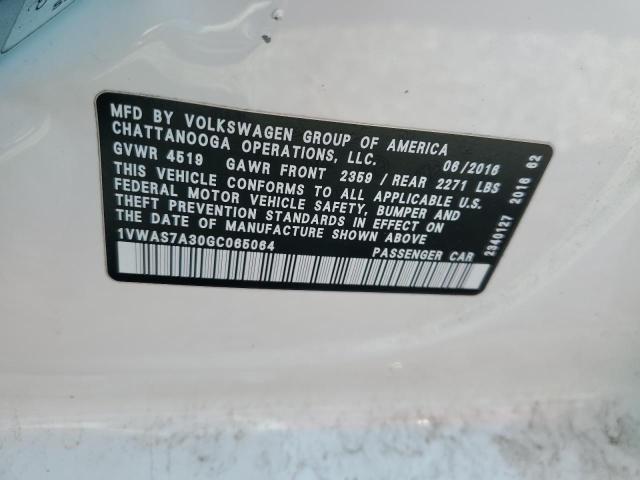 MFD BY VOLKSWAGEN GROUP OF AMERICA
CHATTANOOGA OPERATIONS, LLC. 06/2016
GVWR 4519 GAWR FRONT 2359 / REAR 2271 LBS
THIS VEHICLE CONFORMS TO ALL APPLICABLE U.S.
FEDERAL MOTOR VEHICLE SAFETY, BUMPER AND
THEFT PREVENTION STANDARDS IN EFFECT ON
THE DATE OF MANUFACTURE SHOWN ABOVE
1VWAS7A30GC065064 PASSENGER CAR
2340127 2016 62